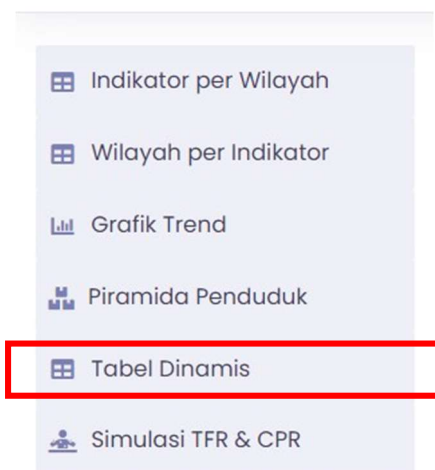 Indikator per Wilayah
Wilayah per Indikator
Grafik Trend
Piramida Penduduk
Tabel Dinamis
Simulasi TFR & CPR